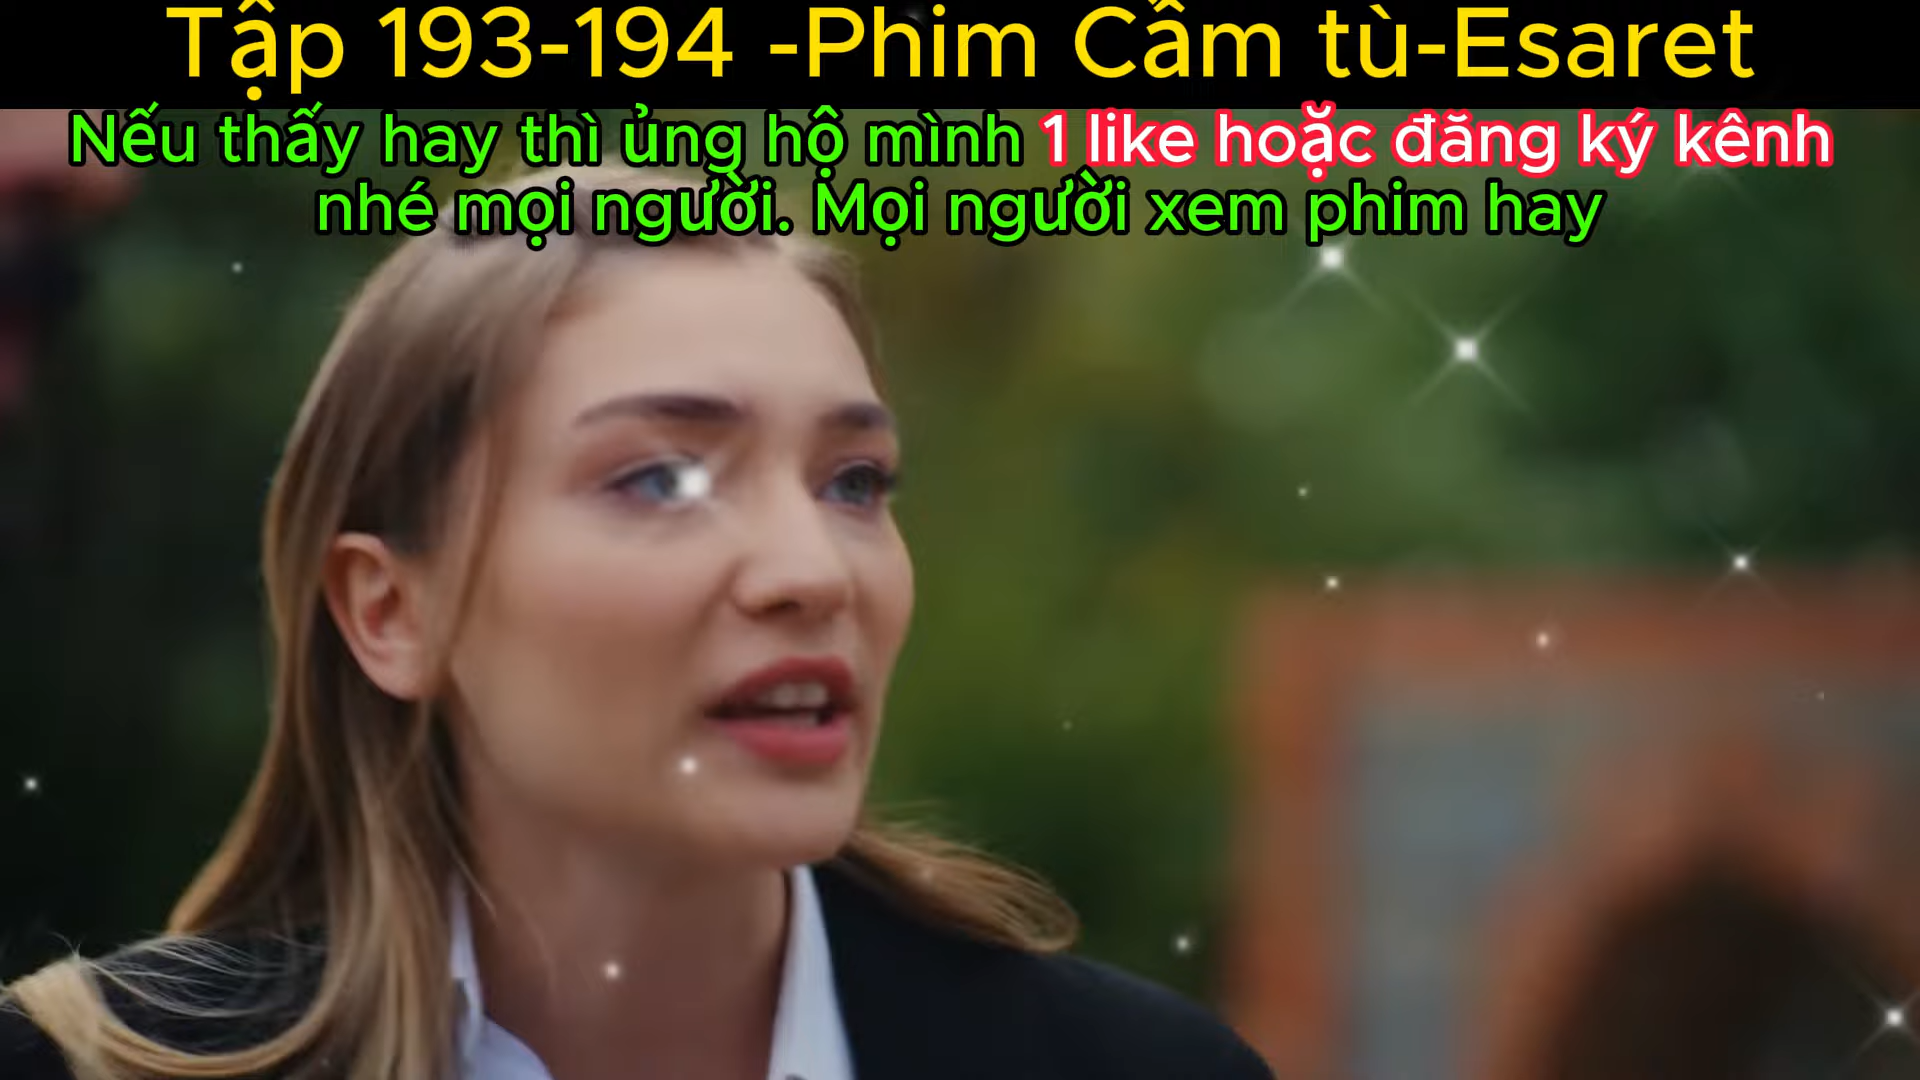 Tập 193-194 -Phim Cầm tù-Esaret
Nếu thấy hay thì ủng hộ mình 1 like hoặc đăng ký kênh
nhé mọi người. Mọi người xem phim hay